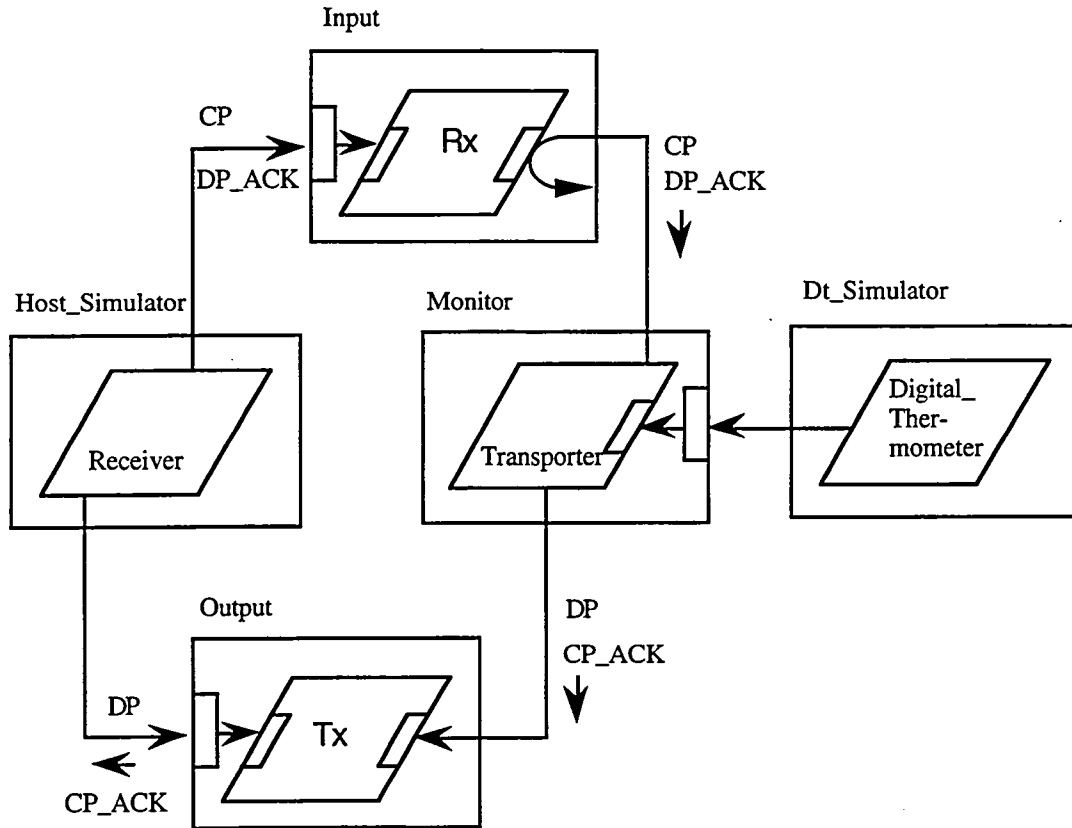 Input
CP
DP_ACK
Rx
CP
DP_ACK
Host_Simulator
Monitor
Dt_Simulator
Receiver
Transporter
Digital_
Ther-
mometer
Output
DP
CP_ACK
DP
CP_ACK
Tx